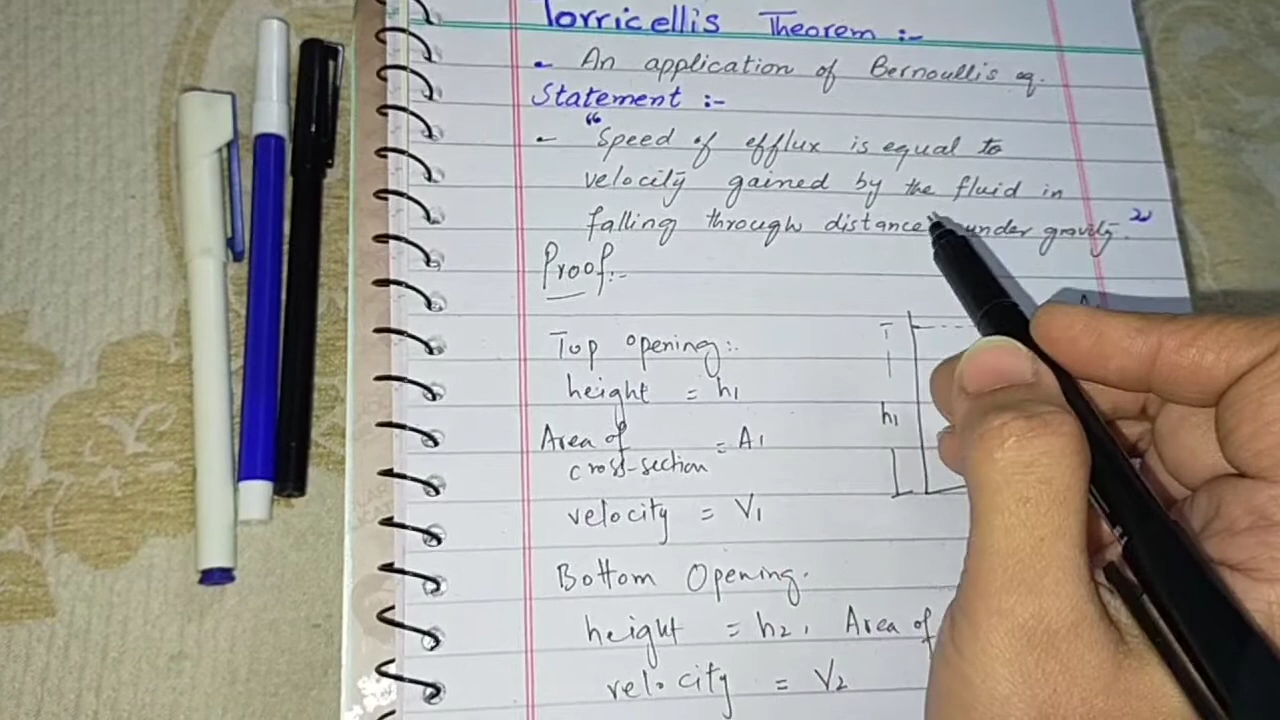 Torricellis Theorem :-
- An application of Bernoullis eq.
Statement :-
- "Speed of efflux is equal to
velocity gained by the fluid in
falling through distance under gravity."
Proof:-
Top opening:.
height = h1
Area of
cross-section = A1
velocity = V1
h1
Bottom Opening.
height = h2, Area of
velocity = V2